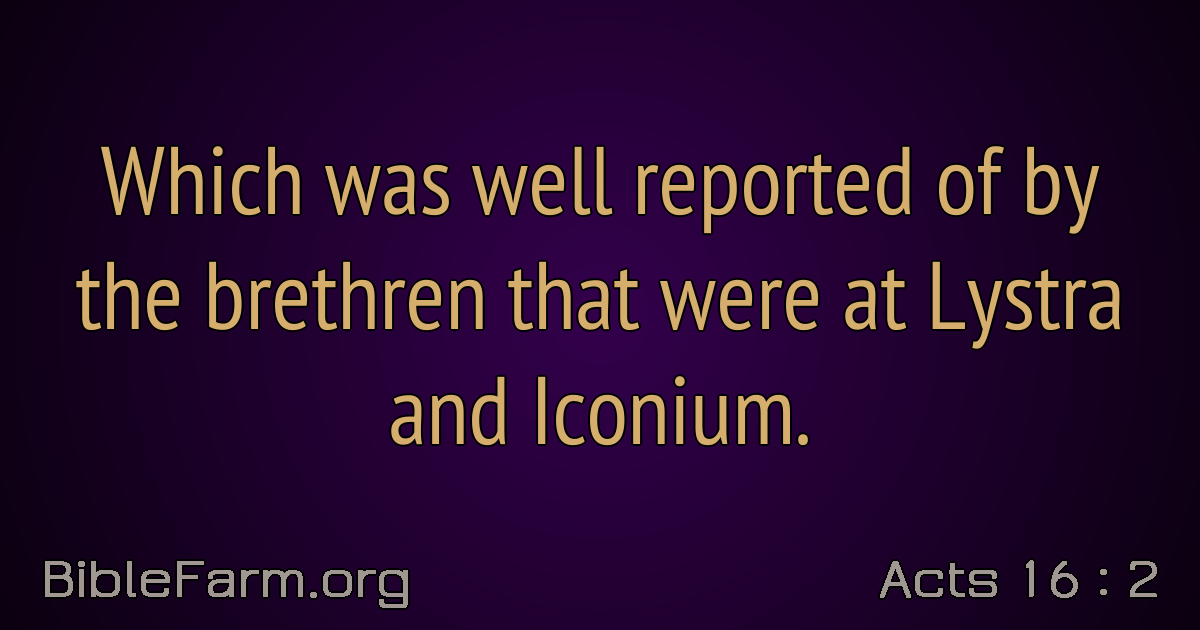 Which was well reported of by
the brethren that were at Lystra
and Iconium.
BibleFarm.org
Acts 16 : 2